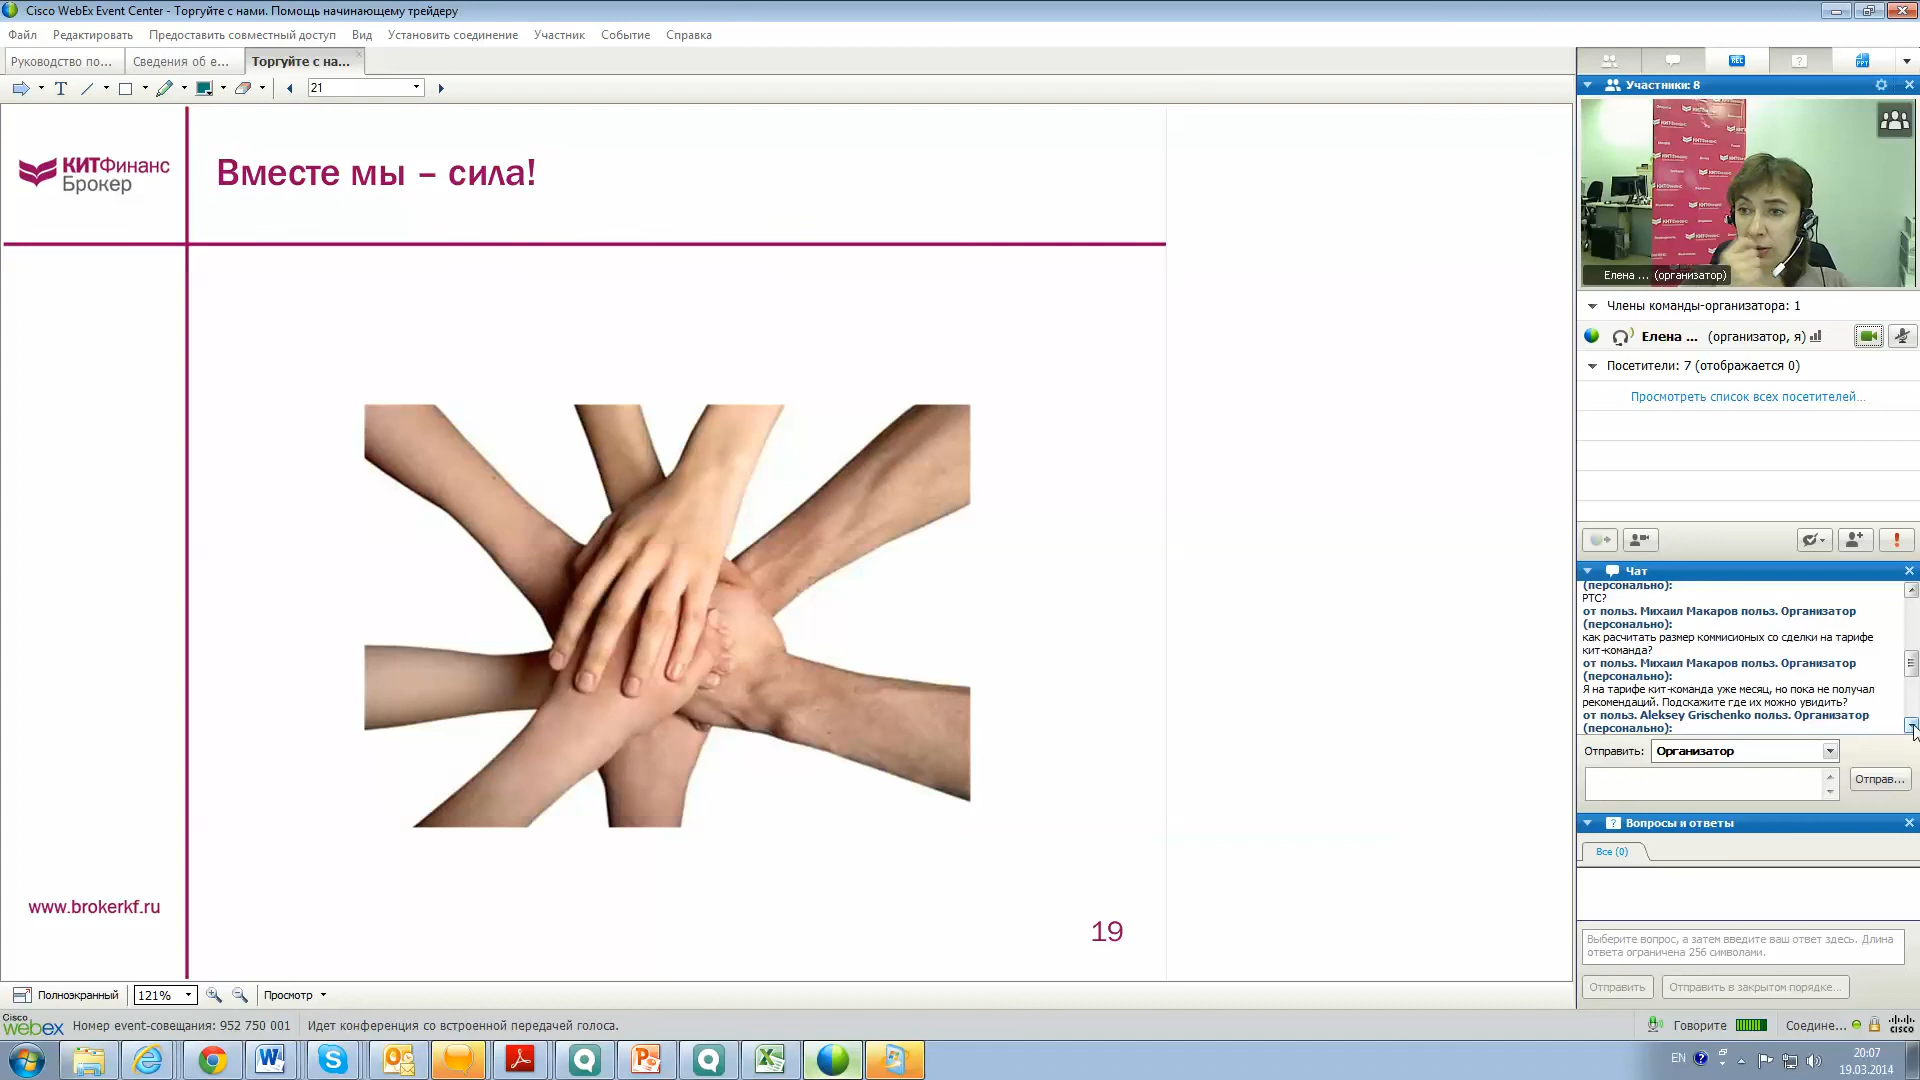 Cisco WebEx Event Center - Торгуйте с нами. Помощь начинающему трейдеру
Файл Редактировать Предоставить совместный доступ Вид Установить соединение Участник Событие Справка
Руководство по... Сведения об е... Торгуйте с на...
T 21
КИТФинанс
Брокер
Вместе мы – сила!
www.brokerkf.ru
19
REC
PPT
Участники: 8
Елена ... (организатор)
Члены команды-организатора: 1
Елена ... (организатор, я)
Посетители: 7 (отображается 0)
Просмотреть список всех посетителей...
Чат
(персонально):
РТС?
от польз. Михаил Макаров польз. Организатор
(персонально):
как расчитать размер коммисионых со сделки на тарифе
кит-команда?
от польз. Михаил Макаров польз. Организатор
(персонально):
Я на тарифе кит-команда уже месяц, но пока не получал
рекомендаций. Подскажите где их можно увидить?
от польз. Aleksey Grischenko польз. Организатор
(персонально):
Отправить: Организатор
Отправ...
Вопросы и ответы
Все (0)
Выберите вопрос, а затем введите ваш ответ здесь. Длина
ответа ограничена 256 символами.
Отправить Отправить в закрытом порядке...
Полноэкранный 121% Просмотр
Cisco
webex Номер event-совещания: 952 750 001 Идет конференция со встроенной передачей голоса.
Говорите Соедине... cisco
EN 20:07
19.03.2014